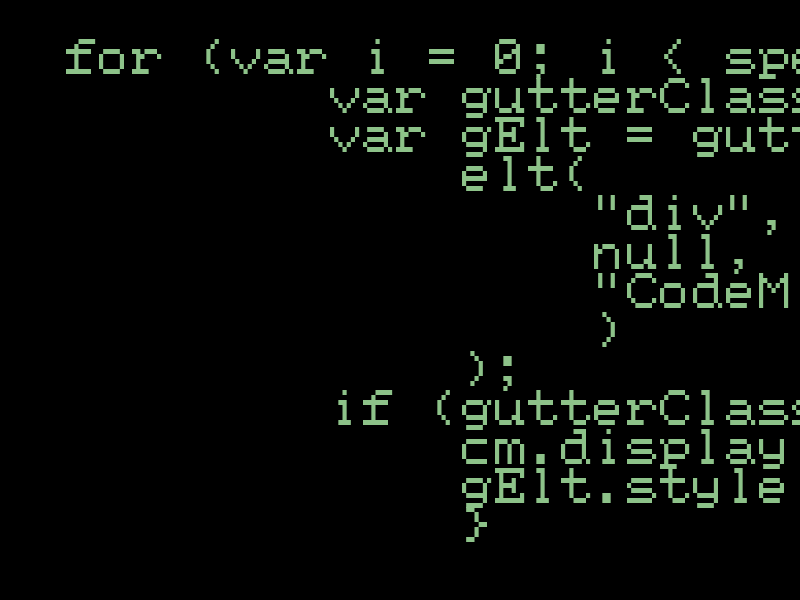 for (var i = 0; i < spe
var gutterClass
var gElt = gutt
elt(
"div",
null,
"CodeM
)
);
if (gutterClass
cm.display
gElt.style
}